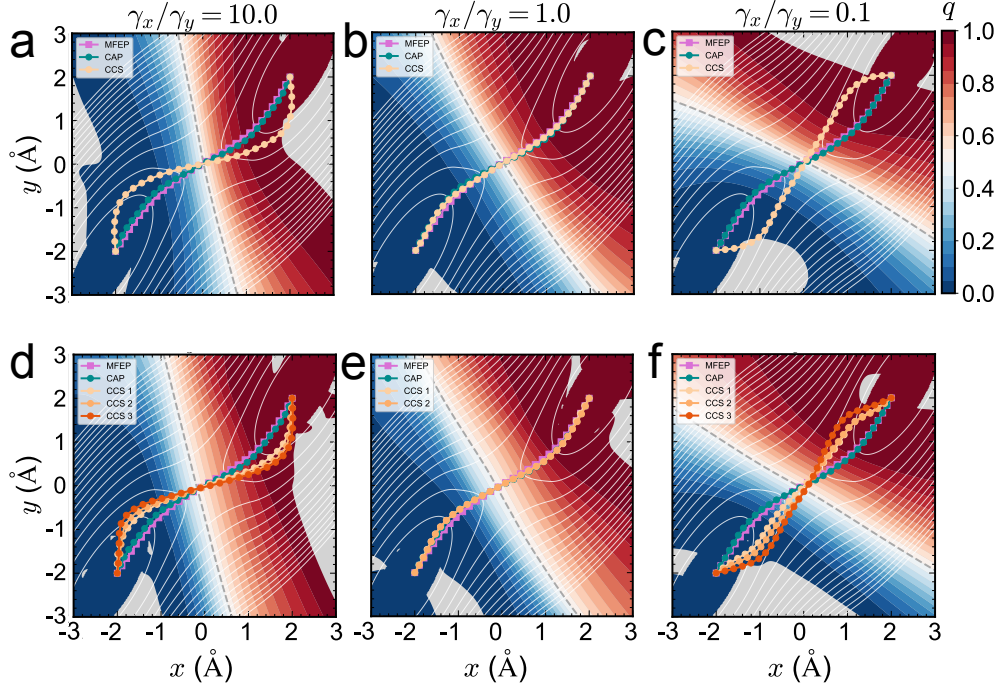 γx/γy = 10.0
γx/γy = 1.0
γx/γy = 0.1
q
a
3
2
1
0
-1
-2
-3
y (Å)
MFEP
CAP
CCS
b
MFEP
CAP
CCS
c
MFEP
CAP
CCS
1.0
0.8
0.6
0.4
0.2
0.0
d
3
2
1
0
-1
-2
-3
y (Å)
MFEP
CAP
CCS 1
CCS 2
CCS 3
-3
-2
-1
0
1
2
3
x (Å)
e
MFEP
CAP
CCS 1
CCS 2
-3
-2
-1
0
1
2
3
x (Å)
f
MFEP
CAP
CCS 1
CCS 2
CCS 3
-3
-2
-1
0
1
2
3
x (Å)